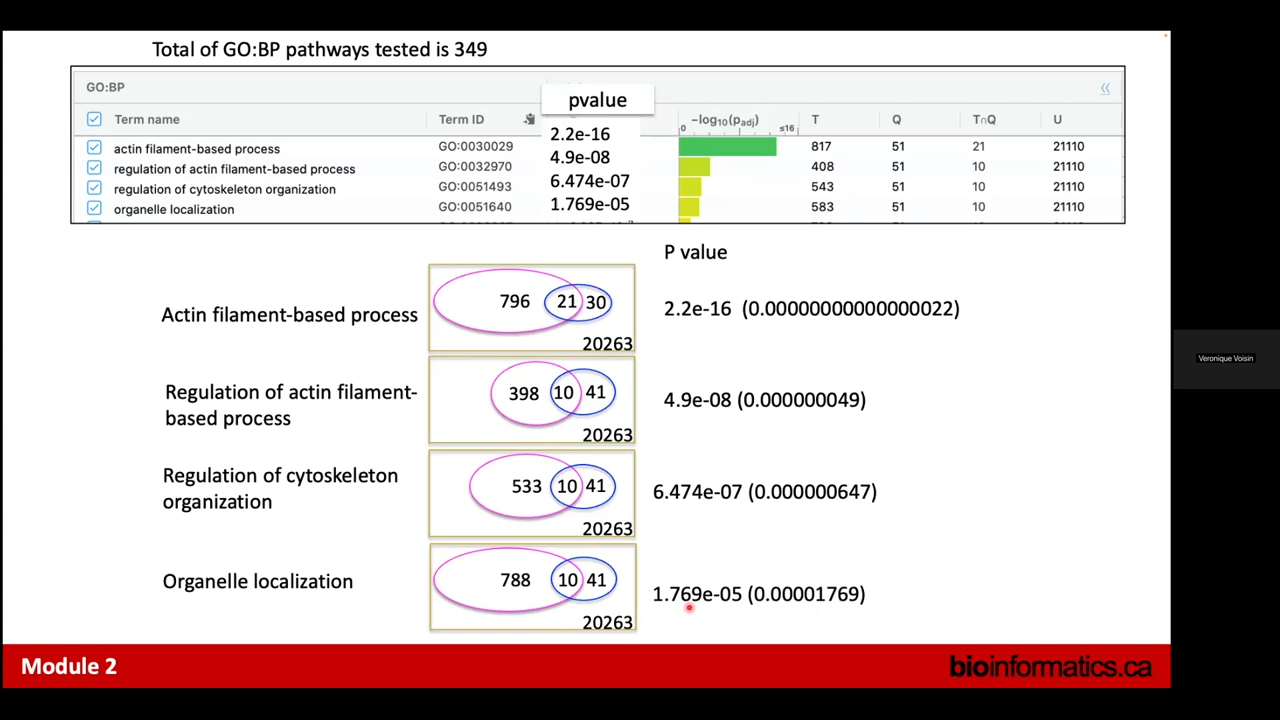 Total of GO:BP pathways tested is 349
GO:BP
pvalue
Term name Term ID −log10(padj) T Q T∩Q U
0 ≤16
actin filament-based process GO:0030029 2.2e-16 817 51 21 21110
regulation of actin filament-based process GO:0032970 4.9e-08 408 51 10 21110
regulation of cytoskeleton organization GO:0051493 6.474e-07 543 51 10 21110
organelle localization GO:0051640 1.769e-05 583 51 10 21110
P value
Actin filament-based process 796 21 30 2.2e-16 (0.00000000000000022)
20263
Regulation of actin filament-
based process
398 10 41 4.9e-08 (0.000000049)
20263
Regulation of cytoskeleton
organization
533 10 41 6.474e-07 (0.000000647)
20263
Organelle localization 788 10 41 1.769e-05 (0.00001769)
20263
Module 2
bioinformatics.ca
Veronique Voisin